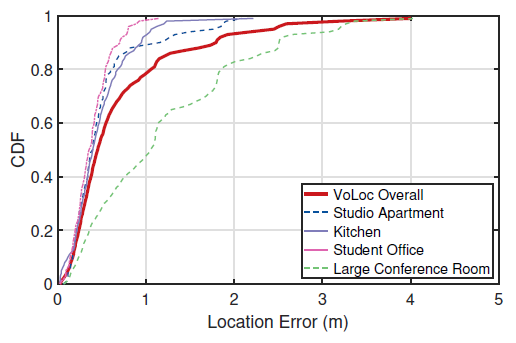 1
0.8
0.6
0.4
0.2
0
CDF
VoLoc Overall
Studio Apartment
Kitchen
Student Office
Large Conference Room
0 1 2 3 4 5
Location Error (m)